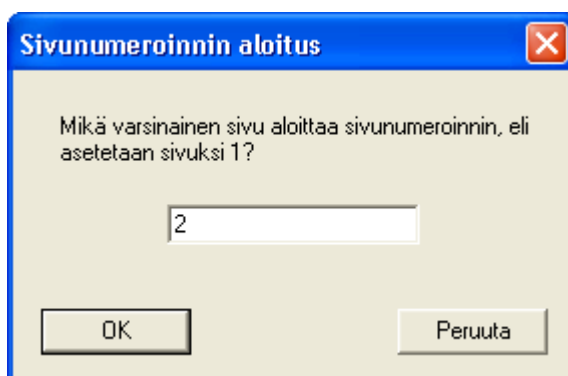 Sivunumeroinnin aloitus
Mikä varsinainen sivu aloittaa sivunumeroinnin, eli
asetetaan sivuksi 1?
2
OK
Peruuta